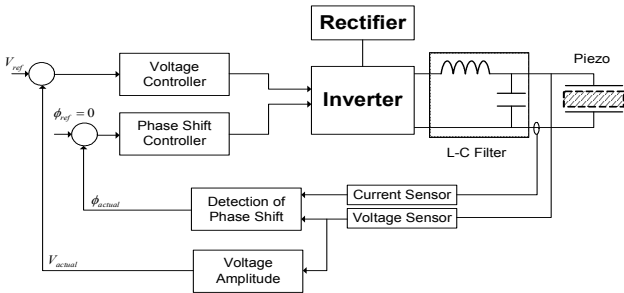 Rectifier
V_ref
Voltage
Controller
Inverter
Piezo
ϕ_ref = 0
Phase Shift
Controller
L-C Filter
Current Sensor
Voltage Sensor
Detection of
Phase Shift
ϕ_actual
V_actual
Voltage
Amplitude